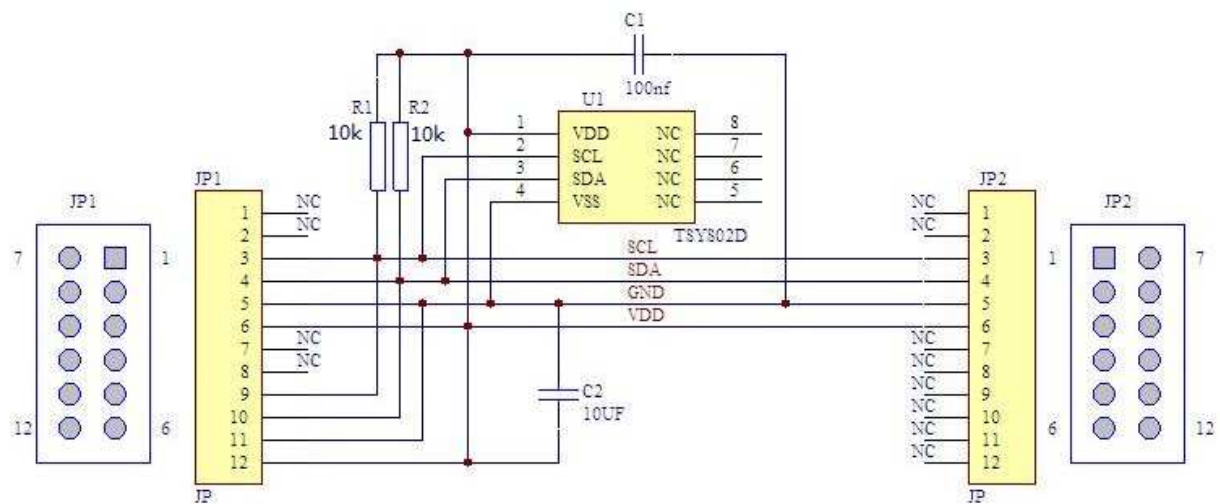 C1
100nf
U1
R1 R2
10k 10k
1 VDD NC 8
2 SCL NC 7
3 SDA NC 6
4 VSS NC 5
TSY802D
JP1
7 1
12 6
JP1
1 NC
2 NC
3
4
5
6
7 NC
8 NC
9
10
11
12
JP
SCL
SDA
GND
VDD
C2
10UF
JP2
NC 1
NC 2
3
4
5
6
NC 7
NC 8
NC 9
NC 10
NC 11
NC 12
JP
JP2
1 7
6 12